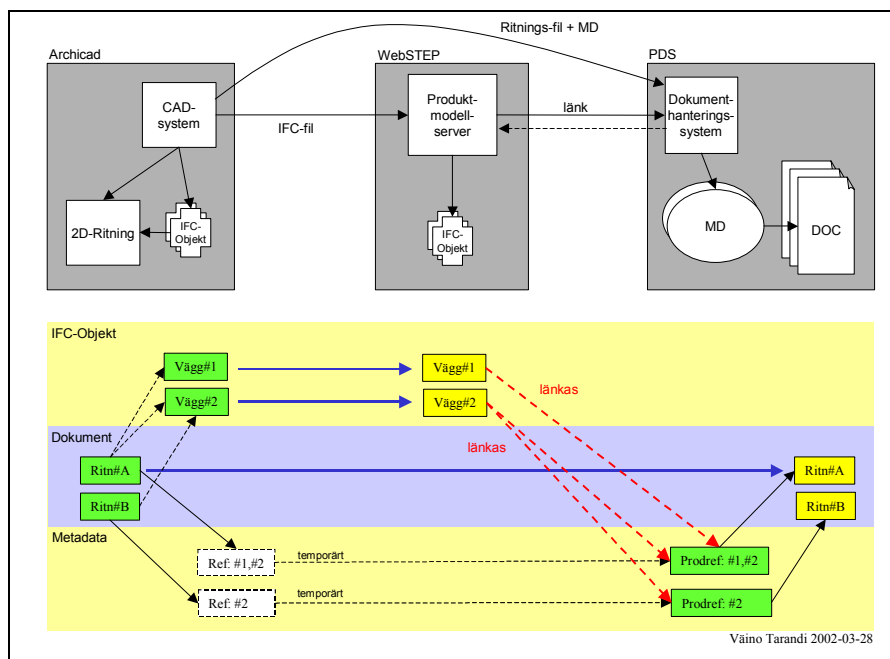 Ritnings-fil + MD
Archicad
WebSTEP
PDS
CAD-
system
Produkt-
modell-
server
Dokument-
hanterings-
system
IFC-fil
länk
2D-Ritning
IFC-
Objekt
IFC-
Objekt
MD
DOC
IFC-Objekt
Vägg#1
Vägg#1
länkas
Vägg#2
Vägg#2
Dokument
länkas
Ritn#A
Ritn#A
Ritn#B
Ritn#B
Metadata
Ref: #1,#2
temporärt
Prodref: #1,#2
Ref: #2
temporärt
Prodref: #2
Väino Tarandi 2002-03-28